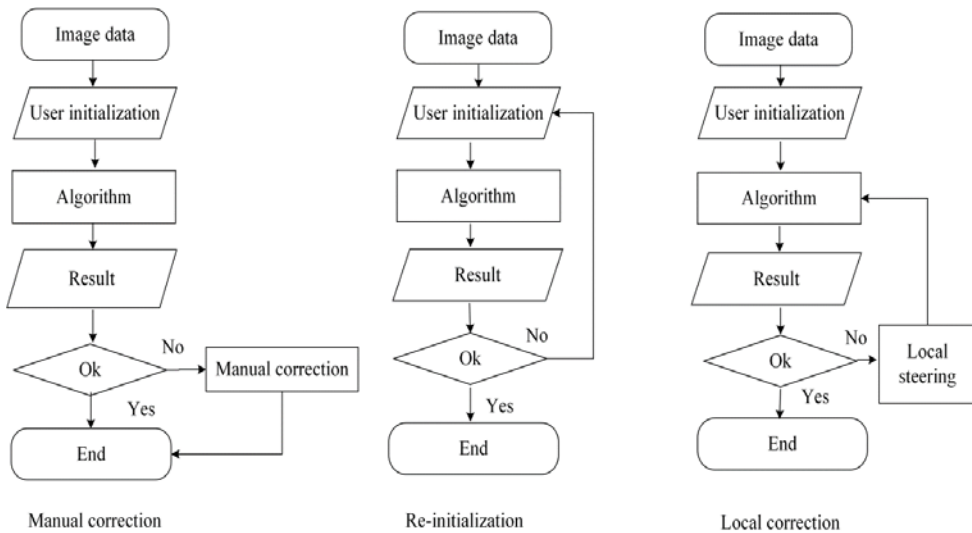 Image data
User initialization
Algorithm
Result
Ok
No
Manual correction
Yes
End
Manual correction
Image data
User initialization
Algorithm
Result
Ok
No
Yes
End
Re-initialization
Image data
User initialization
Algorithm
Result
Ok
No
Local
steering
Yes
End
Local correction